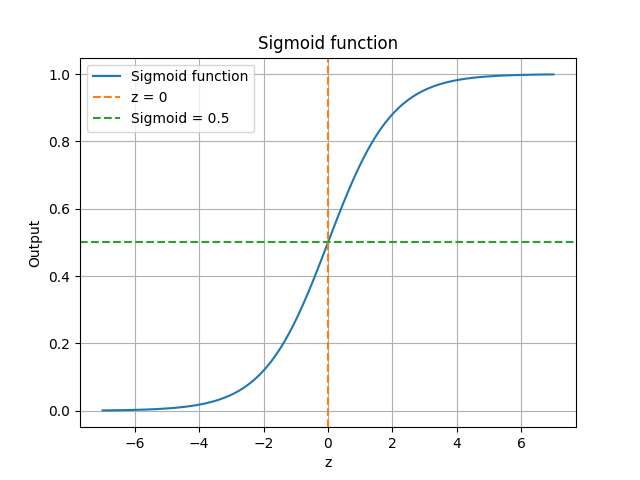 Sigmoid function
Sigmoid function
z = 0
Sigmoid = 0.5
Output
1.0
0.8
0.6
0.4
0.2
0.0
−6 −4 −2 0 2 4 6
z